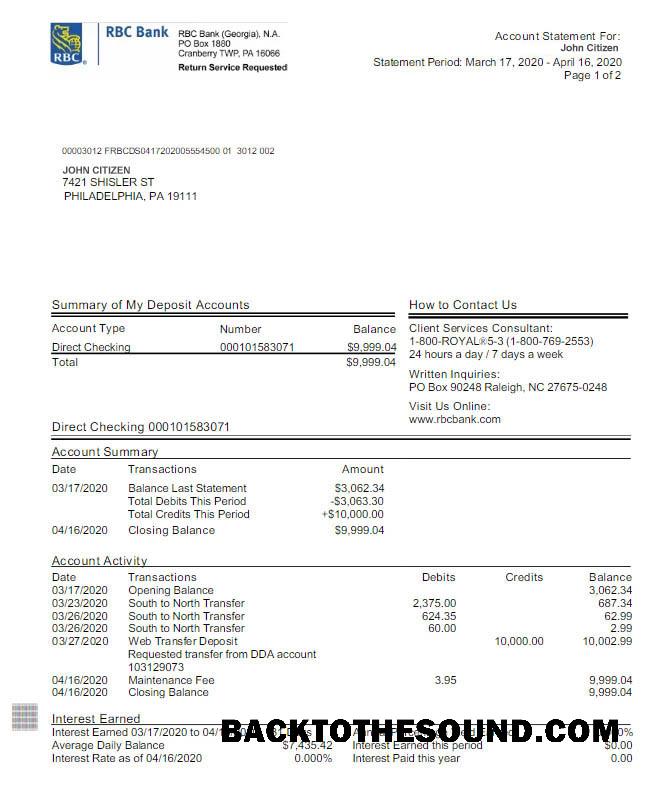 RBC Bank
RBC
RBC Bank (Georgia), N.A.
PO Box 1880
Cranberry TWP, PA 16066
Return Service Requested
Account Statement For:
John Citizen
Statement Period: March 17, 2020 - April 16, 2020
Page 1 of 2
00003012 FRBCDS0417202005554500 01 3012 002
JOHN CITIZEN
7421 SHISLER ST
PHILADELPHIA, PA 19111
Summary of My Deposit Accounts
Account Type Number Balance
Direct Checking 000101583071 $9,999.04
Total $9,999.04
How to Contact Us
Client Services Consultant:
1-800-ROYAL®5-3 (1-800-769-2553)
24 hours a day / 7 days a week
Written Inquiries:
PO Box 90248 Raleigh, NC 27675-0248
Visit Us Online:
www.rbcbank.com
Direct Checking 000101583071
Account Summary
Date Transactions Amount
03/17/2020 Balance Last Statement $3,062.34
Total Debits This Period -$3,063.30
Total Credits This Period +$10,000.00
04/16/2020 Closing Balance $9,999.04
Account Activity
Date Transactions Debits Credits Balance
03/17/2020 Opening Balance 3,062.34
03/23/2020 South to North Transfer 2,375.00 687.34
03/26/2020 South to North Transfer 624.35 62.99
03/26/2020 South to North Transfer 60.00 2.99
03/27/2020 Web Transfer Deposit 10,000.00 10,002.99
Requested transfer from DDA account
103129073
04/16/2020 Maintenance Fee 3.95 9,999.04
04/16/2020 Closing Balance 9,999.04
Interest Earned
BACKTOTHESOUND.COM
Interest Earned 03/17/2020 to
Average Daily Balance $7,435.42 Interest Earned this period $0.00
Interest Rate as of 04/16/2020 0.000% Interest Paid this year 0.00